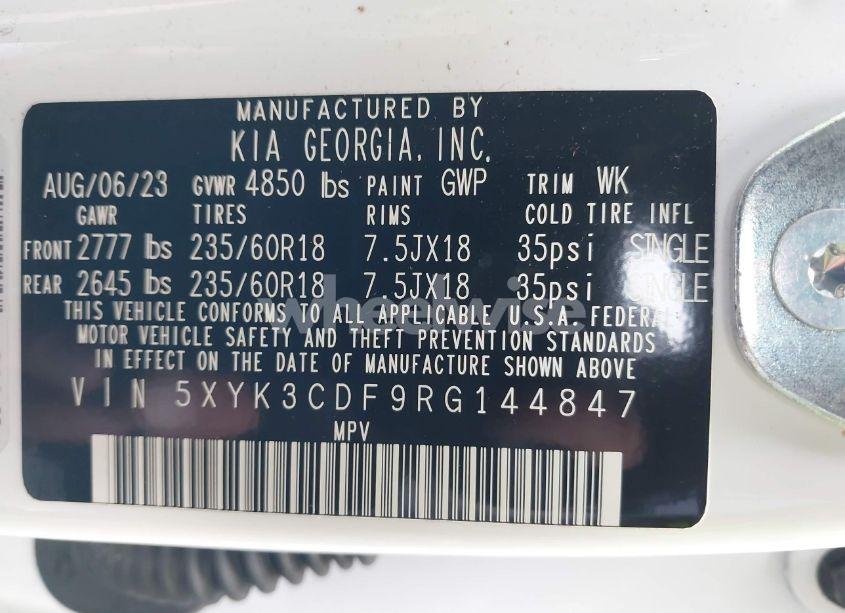 MANUFACTURED BY
KIA GEORGIA, INC.
AUG/06/23 GVWR 4850 lbs PAINT GWP TRIM WK
GAWR TIRES RIMS COLD TIRE INFL
FRONT 2777 lbs 235/60R18 7.5JX18 35psi SINGLE
REAR 2645 lbs 235/60R18 7.5JX18 35psi SINGLE
wheelwise
THIS VEHICLE CONFORMS TO ALL APPLICABLE U.S.A. FEDERAL
MOTOR VEHICLE SAFETY AND THEFT PREVENTION STANDARDS
IN EFFECT ON THE DATE OF MANUFACTURE SHOWN ABOVE
VIN 5XYK3CDF9RG144847
MPV